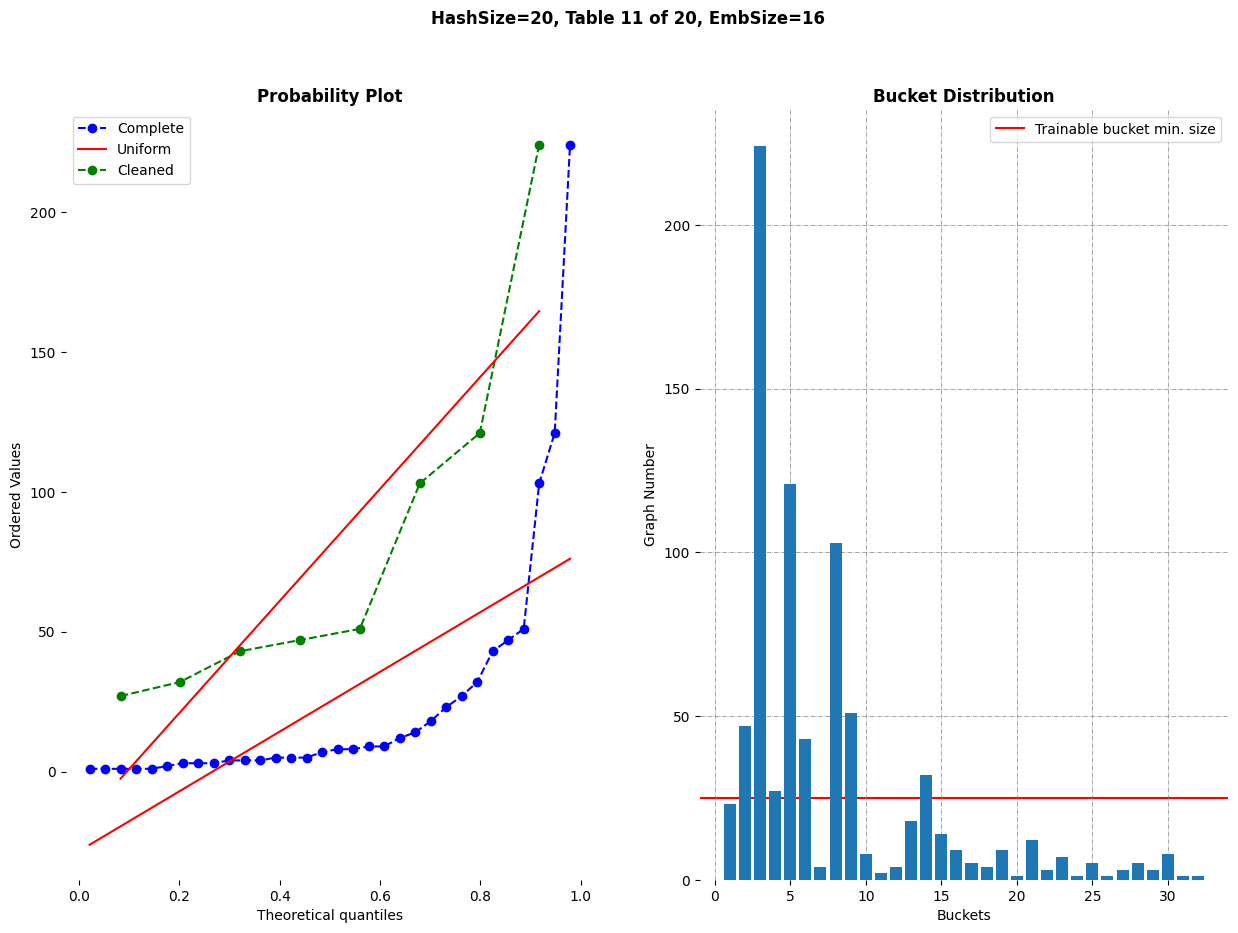 HashSize=20, Table 11 of 20, EmbSize=16
Probability Plot
Complete
Uniform
Cleaned
Ordered Values
200
150
100
50
0
0.0 0.2 0.4 0.6 0.8 1.0
Theoretical quantiles
Bucket Distribution
Trainable bucket min. size
Graph Number
200
150
100
50
0
0 5 10 15 20 25 30
Buckets